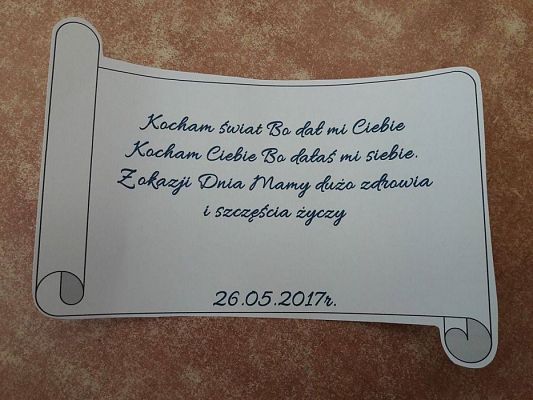 Kocham świat Bo dał mi Ciebie
Kocham Ciebie Bo dałaś mi siebie.
Z okazji Dnia Mamy dużo zdrowia
i szczęścia życzy
26.05.2017r.